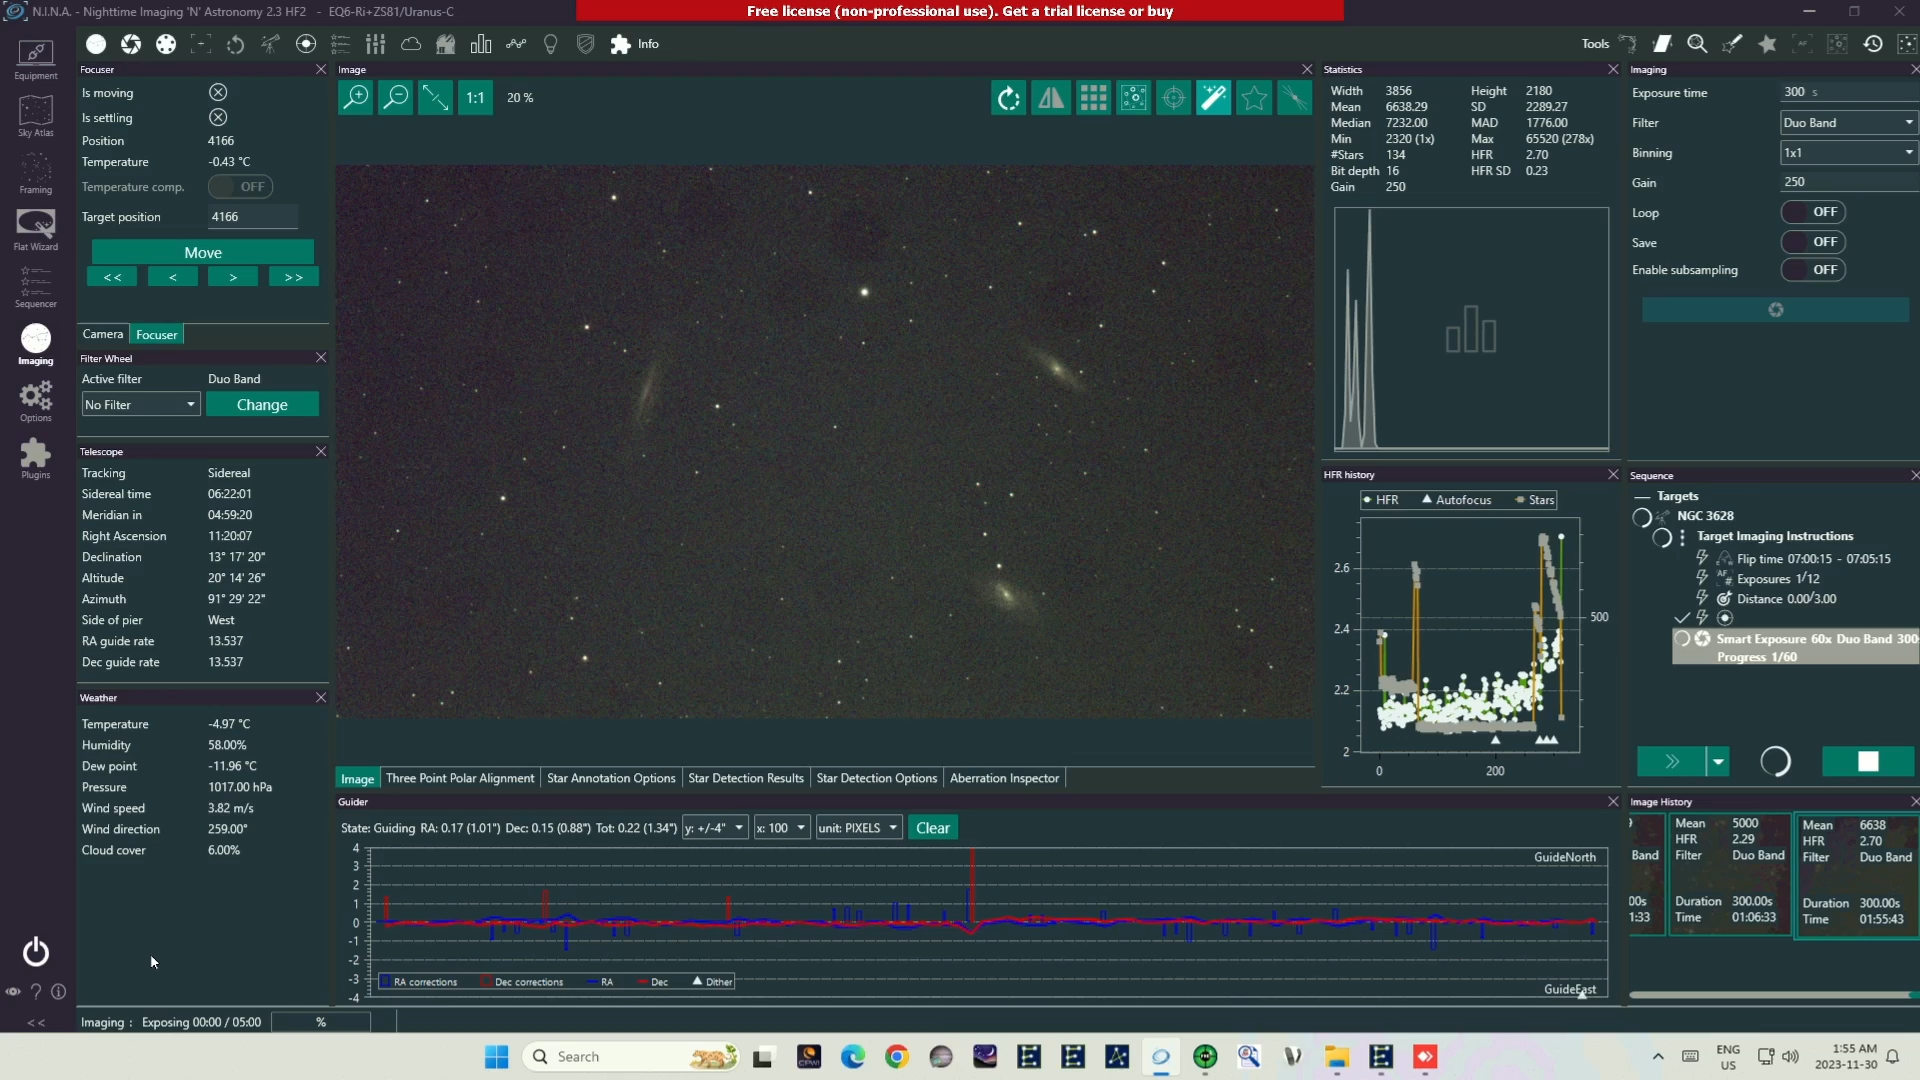 N.I.N.A. - Nighttime Imaging 'N' Astronomy 2.3 HF2 - EQ6-Ri+ZS81/Uranus-C
Free license (non-professional use). Get a trial license or buy
Info
Tools
Equipment
Sky Atlas
Framing
Flat Wizard
Sequencer
Imaging
Options
Plugins
<<
Focuser
Is moving
Is settling
Position 4166
Temperature -0.43 °C
Temperature comp. OFF
Target position 4166
Move
<< < > >>
Camera Focuser
Filter Wheel
Active filter Duo Band
No Filter Change
Telescope
Tracking Sidereal
Sidereal time 06:22:01
Meridian in 04:59:20
Right Ascension 11:20:07
Declination 13° 17' 20"
Altitude 20° 14' 26"
Azimuth 91° 29' 22"
Side of pier West
RA guide rate 13.537
Dec guide rate 13.537
Weather
Temperature -4.97 °C
Humidity 58.00%
Dew point -11.96 °C
Pressure 1017.00 hPa
Wind speed 3.82 m/s
Wind direction 259.00°
Cloud cover 6.00%
Image
1:1 20 %
Image Three Point Polar Alignment Star Annotation Options Star Detection Results Star Detection Options Aberration Inspector
Guider
State: Guiding RA: 0.17 (1.01") Dec: 0.15 (0.88") Tot: 0.22 (1.34") y: +/-4" x: 100 unit: PIXELS Clear
4
3
2
1
0
-1
-2
-3
-4
GuideNorth
GuideEast
RA corrections Dec corrections RA Dec Dither
Statistics
Width 3856 Height 2180
Mean 6638.29 SD 2289.27
Median 7232.00 MAD 1776.00
Min 2320 (1x) Max 65520 (278x)
#Stars 134 HFR 2.70
Bit depth 16 HFR SD 0.23
Gain 250
HFR history
HFR Autofocus Stars
2.6
2.4
2.2
2
500
0 200
Imaging
Exposure time 300 s
Filter Duo Band
Binning 1x1
Gain 250
Loop OFF
Save OFF
Enable subsampling OFF
Sequence
Targets
NGC 3628
Target Imaging Instructions
Flip time 07:00:15 - 07:05:15
AF # Exposures 1/12
Distance 0.00/3.00
Smart Exposure 60x Duo Band 300
Progress 1/60
Image History
9
Band
00s
1:33
Mean 5000
HFR 2.29
Filter Duo Band
Duration 300.00s
Time 01:06:33
Mean 6638
HFR 2.70
Filter Duo Band
Duration 300.00s
Time 01:55:43
Imaging : Exposing 00:00 / 05:00 %
Search
ENG
US
1:55 AM
2023-11-30